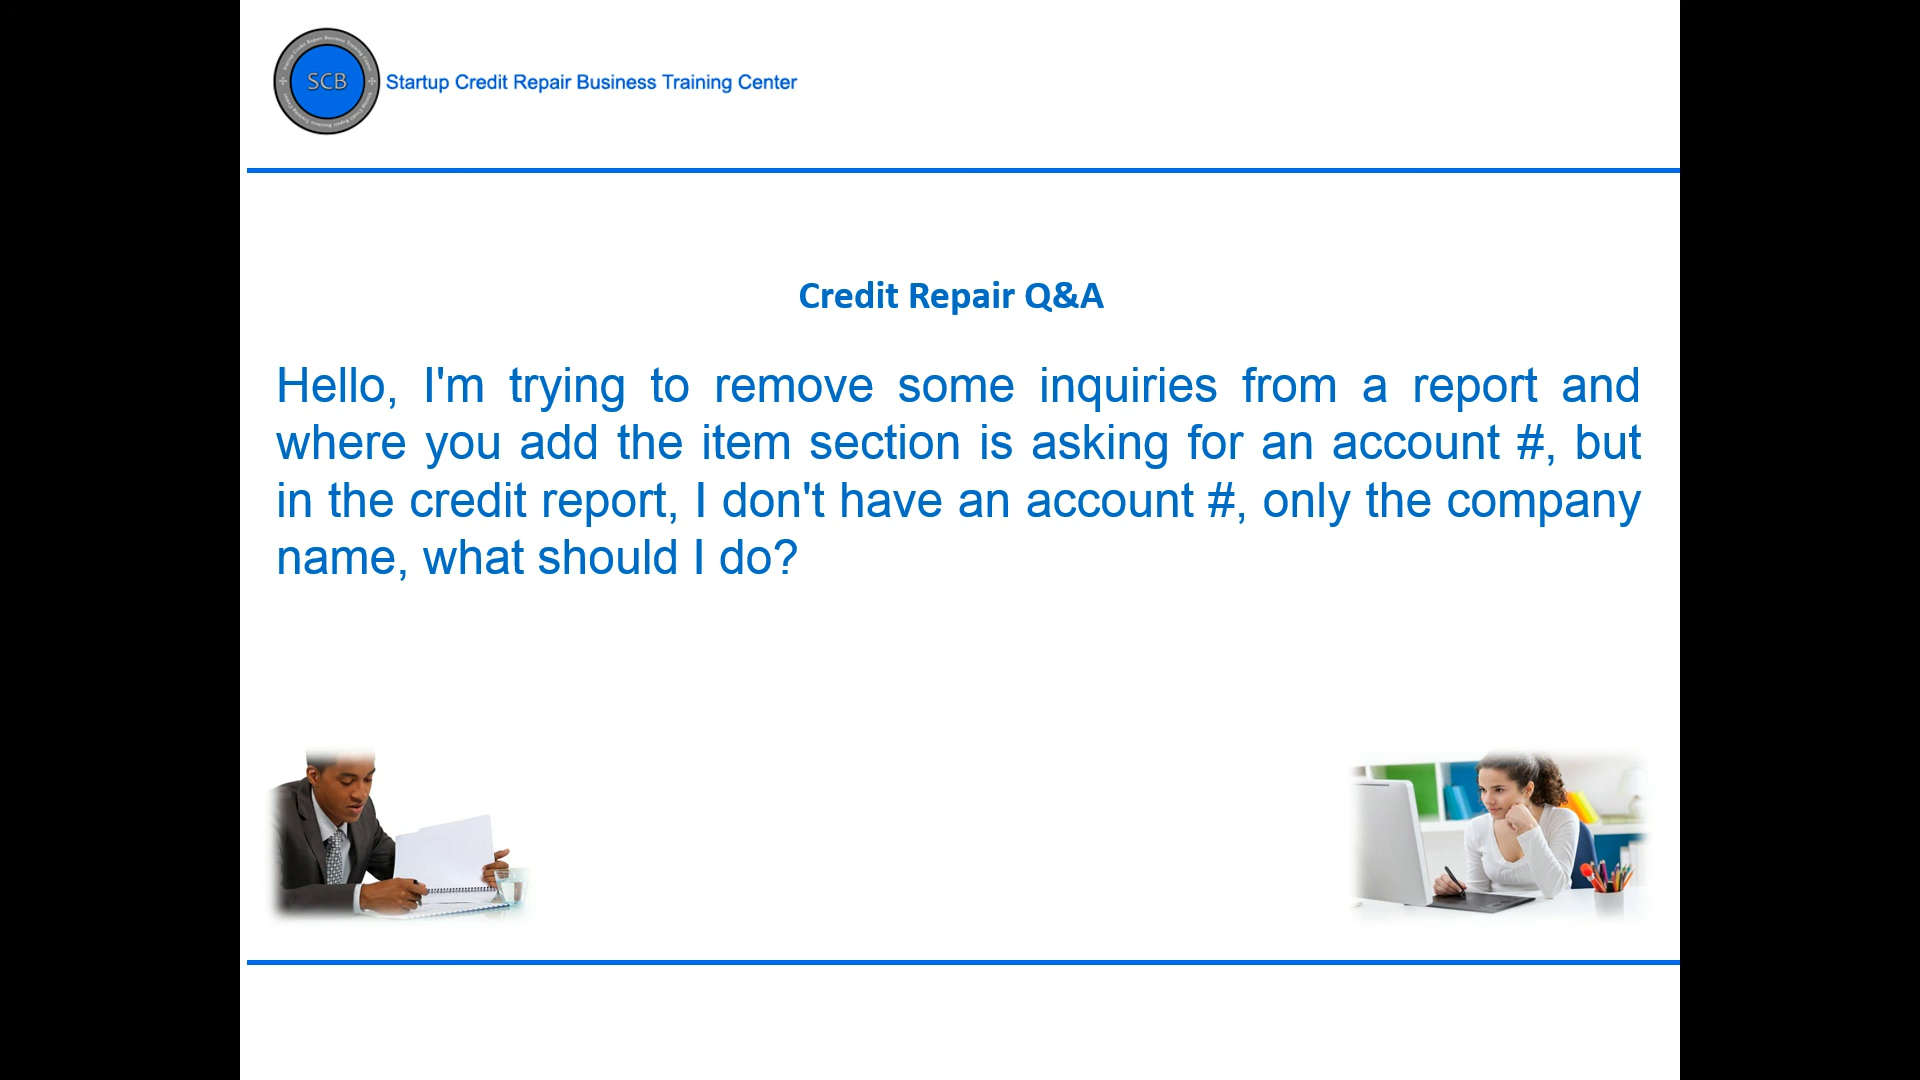 SCB
Startup Credit Repair Business Training Center
Credit Repair Q&A
Hello, I'm trying to remove some inquiries from a report and
where you add the item section is asking for an account #, but
in the credit report, I don't have an account #, only the company
name, what should I do?